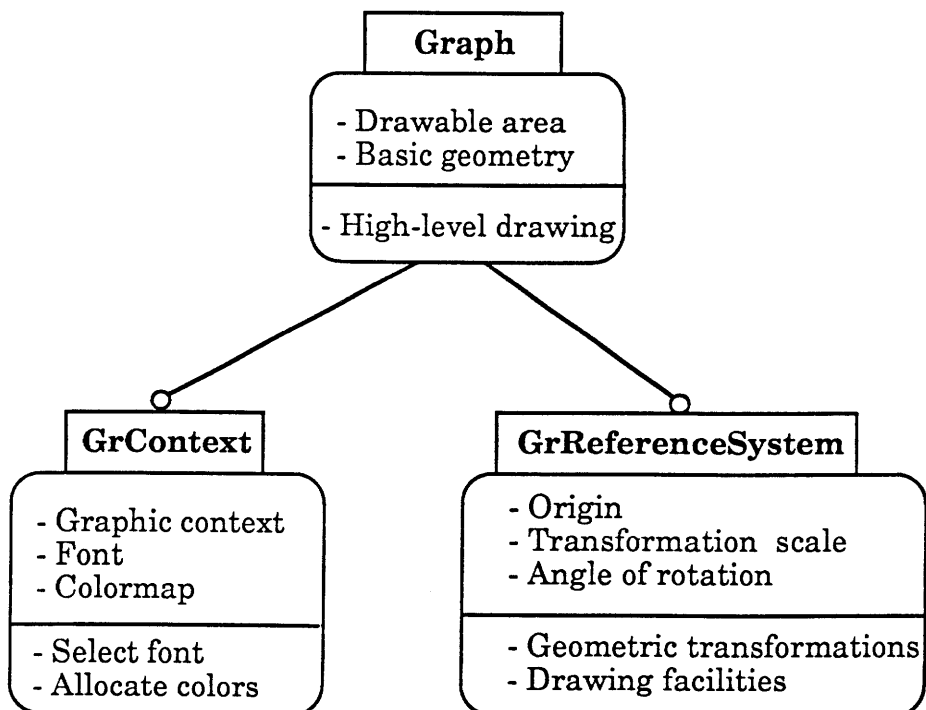 Graph
- Drawable area
- Basic geometry
- High-level drawing
GrContext
- Graphic context
- Font
- Colormap
- Select font
- Allocate colors
GrReferenceSystem
- Origin
- Transformation scale
- Angle of rotation
- Geometric transformations
- Drawing facilities